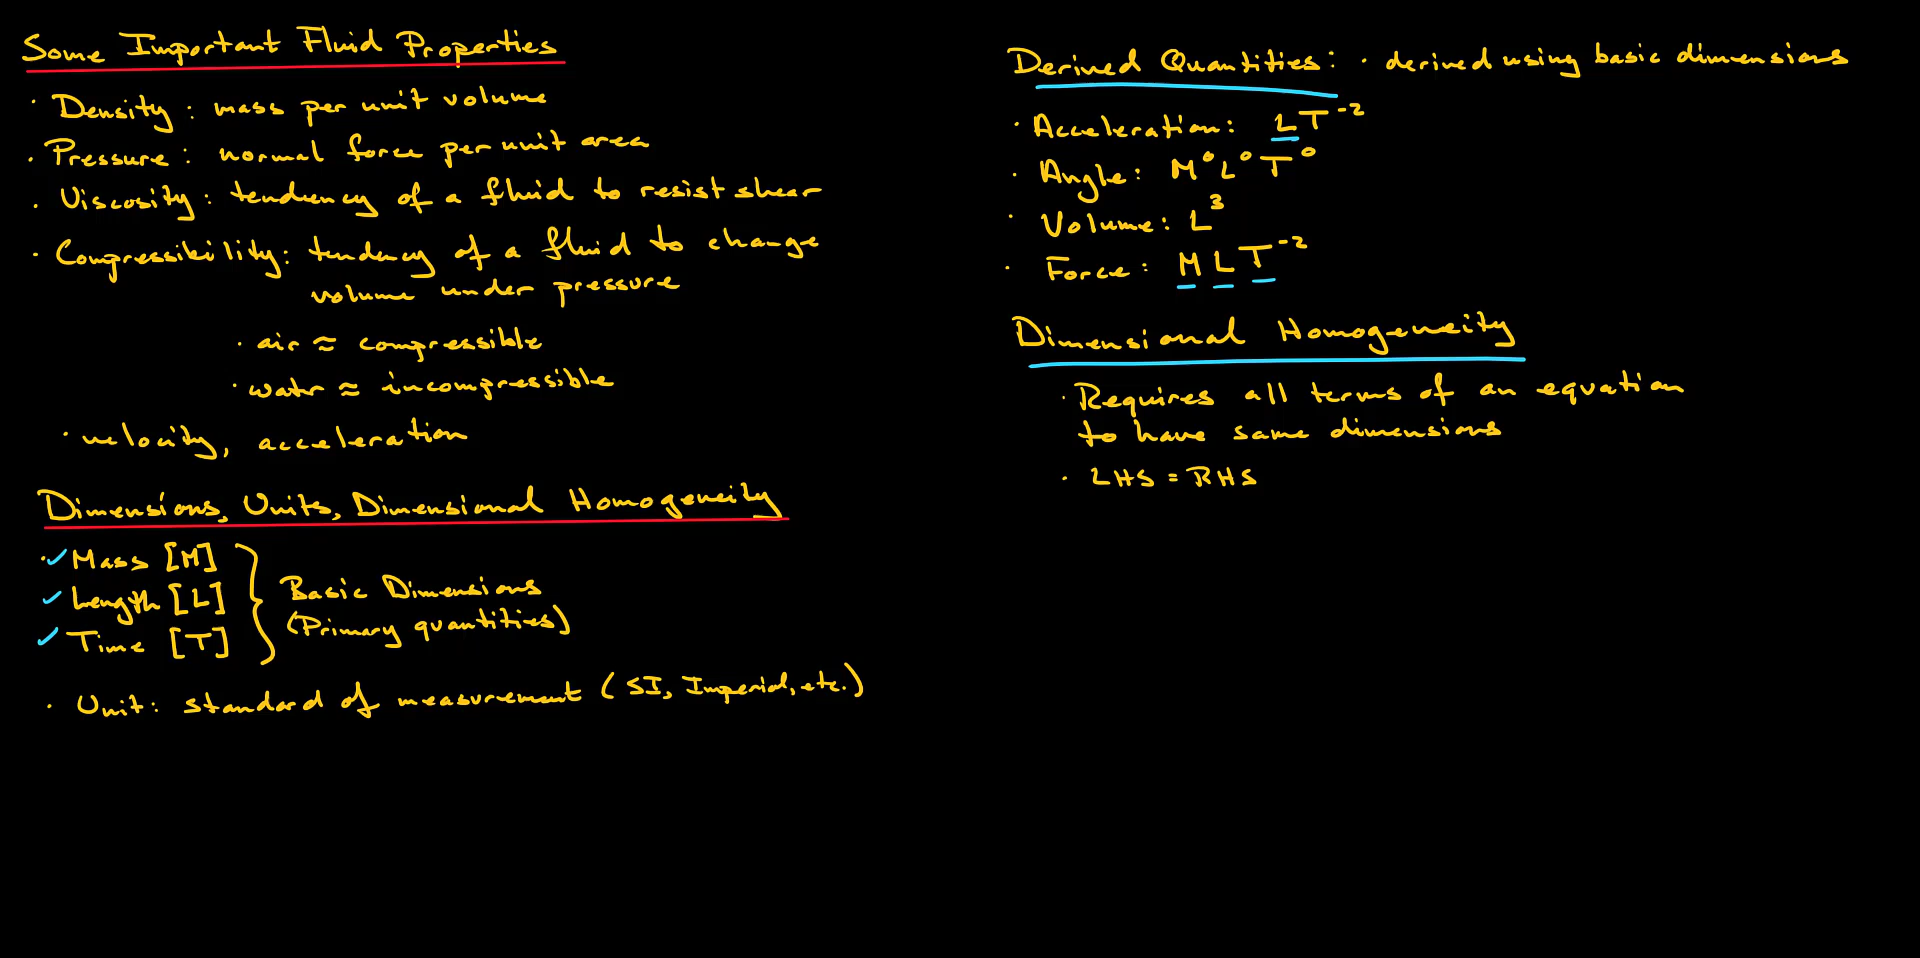 Some Important Fluid Properties
· Density: mass per unit volume
· Pressure: normal force per unit area
· Viscosity: tendency of a fluid to resist shear
· Compressibility: tendency of a fluid to change
volume under pressure
· air ≈ compressible
· water ≈ incompressible
· velocity, acceleration
Dimensions, Units, Dimensional Homogeneity
· ✓ Mass [M]
✓ Length [L]
✓ Time [T]
Basic Dimensions
(Primary quantities)
· Unit: standard of measurement (SI, Imperial, etc.)
Derived Quantities: · derived using basic dimensions
· Acceleration: LT⁻²
· Angle: M⁰L⁰T⁰
· Volume: L³
· Force: MLT⁻²
Dimensional Homogeneity
· Requires all terms of an equation
to have same dimensions
· LHS = RHS